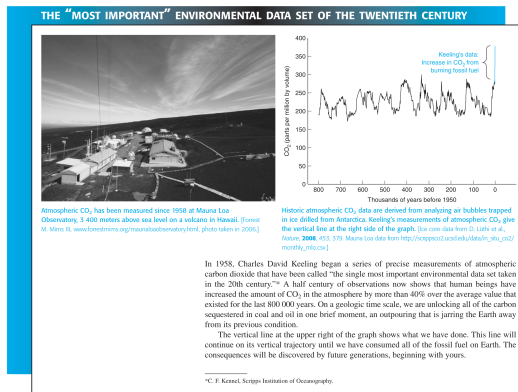 THE “MOST IMPORTANT” ENVIRONMENTAL DATA SET OF THE TWENTIETH CENTURY
400
350
300
250
200
150
100
50
0
CO2 (parts per million by volume)
Keeling's data:
increase in CO2 from
burning fossil fuel
800 700 600 500 400 300 200 100 0
Thousands of years before 1950
Atmospheric CO2 has been measured since 1958 at Mauna Loa
Observatory, 3 400 meters above sea level on a volcano in Hawaii. [Forrest
M. Mims III, www.forrestmims.org/maunaloaobservatory.html, photo taken in 2006.]
Historic atmospheric CO2 data are derived from analyzing air bubbles trapped
in ice drilled from Antarctica. Keeling's measurements of atmospheric CO2 give
the vertical line at the right side of the graph. [Ice core data from D. Lüthi et al.,
Nature, 2008, 453, 379. Mauna Loa data from http://scrippsco2.ucsd.edu/data/in_situ_co2/
monthly_mlo.csv.]
In 1958, Charles David Keeling began a series of precise measurements of atmospheric
carbon dioxide that have been called “the single most important environmental data set taken
in the 20th century.”* A half century of observations now shows that human beings have
increased the amount of CO2 in the atmosphere by more than 40% over the average value that
existed for the last 800 000 years. On a geologic time scale, we are unlocking all of the carbon
sequestered in coal and oil in one brief moment, an outpouring that is jarring the Earth away
from its previous condition.
The vertical line at the upper right of the graph shows what we have done. This line will
continue on its vertical trajectory until we have consumed all of the fossil fuel on Earth. The
consequences will be discovered by future generations, beginning with yours.
*C. F. Kennel, Scripps Institution of Oceanography.